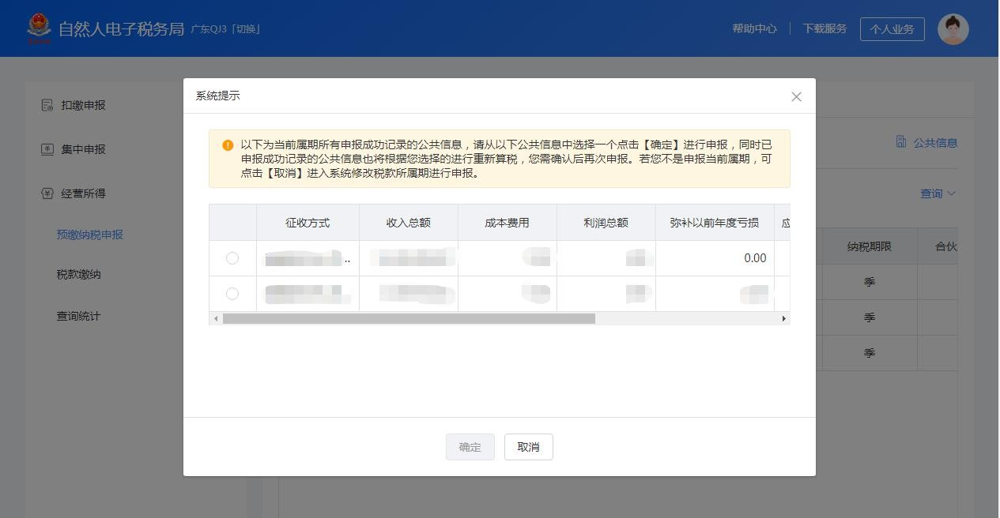 自然人电子税务局 广东QJ3「切换」
帮助中心 下载服务 个人业务
扣缴申报
集中申报
经营所得
预缴纳税申报
税款缴纳
查询统计
公共信息
查询
纳税期限 合伙
季
季
季
系统提示
以下为当前属期所有申报成功记录的公共信息，请从以下公共信息中选择一个点击【确定】进行申报，同时已
申报成功记录的公共信息也将根据您选择的进行重新算税，您需确认后再次申报。若您不是申报当前属期，可
点击【取消】进入系统修改税款所属期进行申报。
征收方式 收入总额 成本费用 利润总额 弥补以前年度亏损 应
.. 0.00
确定 取消